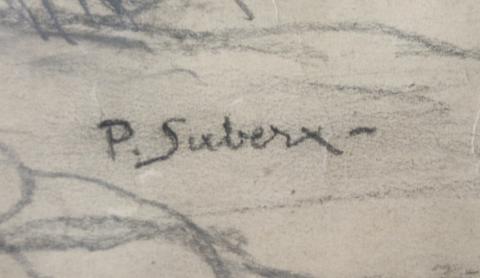 P. Suberx -